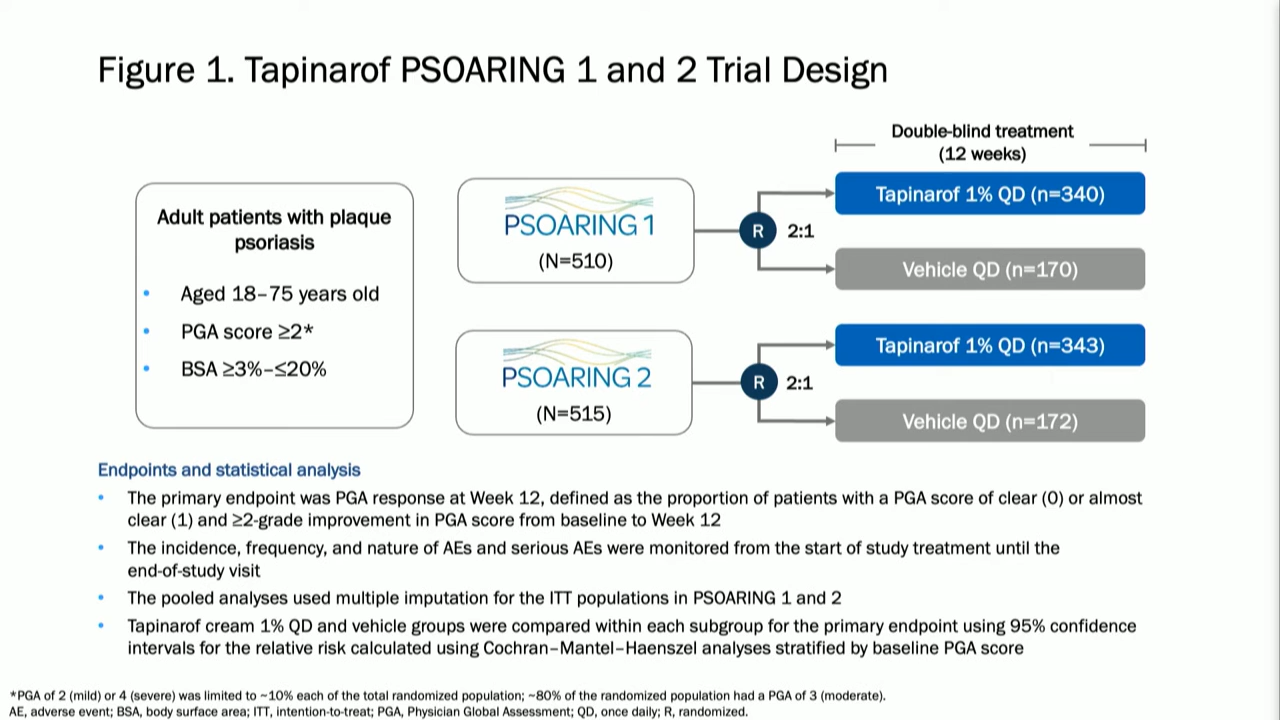 Figure 1. Tapinarof PSOARING 1 and 2 Trial Design
Double-blind treatment
(12 weeks)
Adult patients with plaque
psoriasis
• Aged 18–75 years old
• PGA score ≥2*
• BSA ≥3%–≤20%
PSOARING 1
(N=510)
R
2:1
Tapinarof 1% QD (n=340)
Vehicle QD (n=170)
PSOARING 2
(N=515)
R
2:1
Tapinarof 1% QD (n=343)
Vehicle QD (n=172)
Endpoints and statistical analysis
• The primary endpoint was PGA response at Week 12, defined as the proportion of patients with a PGA score of clear (0) or almost
clear (1) and ≥2-grade improvement in PGA score from baseline to Week 12
• The incidence, frequency, and nature of AEs and serious AEs were monitored from the start of study treatment until the
end-of-study visit
• The pooled analyses used multiple imputation for the ITT populations in PSOARING 1 and 2
• Tapinarof cream 1% QD and vehicle groups were compared within each subgroup for the primary endpoint using 95% confidence
intervals for the relative risk calculated using Cochran–Mantel–Haenszel analyses stratified by baseline PGA score
*PGA of 2 (mild) or 4 (severe) was limited to ~10% each of the total randomized population; ~80% of the randomized population had a PGA of 3 (moderate).
AE, adverse event; BSA, body surface area; ITT, intention-to-treat; PGA, Physician Global Assessment; QD, once daily; R, randomized.